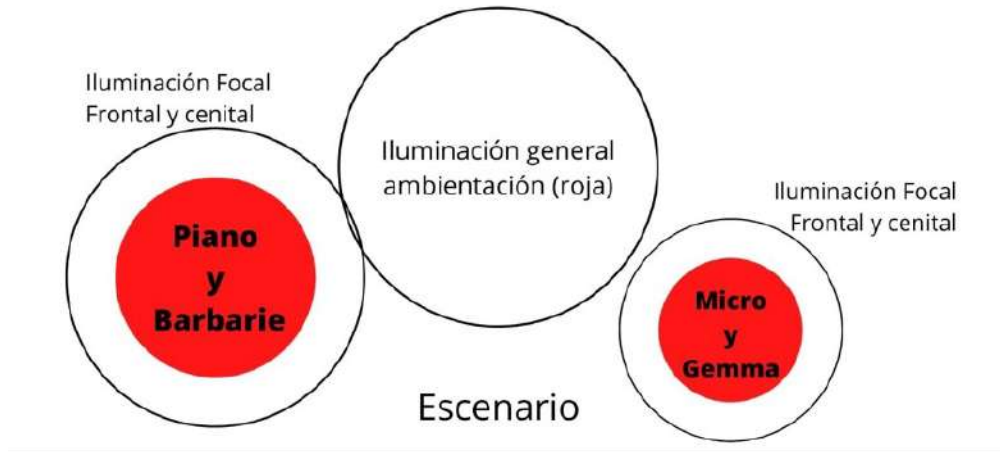 Iluminación Focal
Frontal y cenital
Iluminación general
ambientación (roja)
Iluminación Focal
Frontal y cenital
Piano
y
Barbarie
Micro
y
Gemma
Escenario